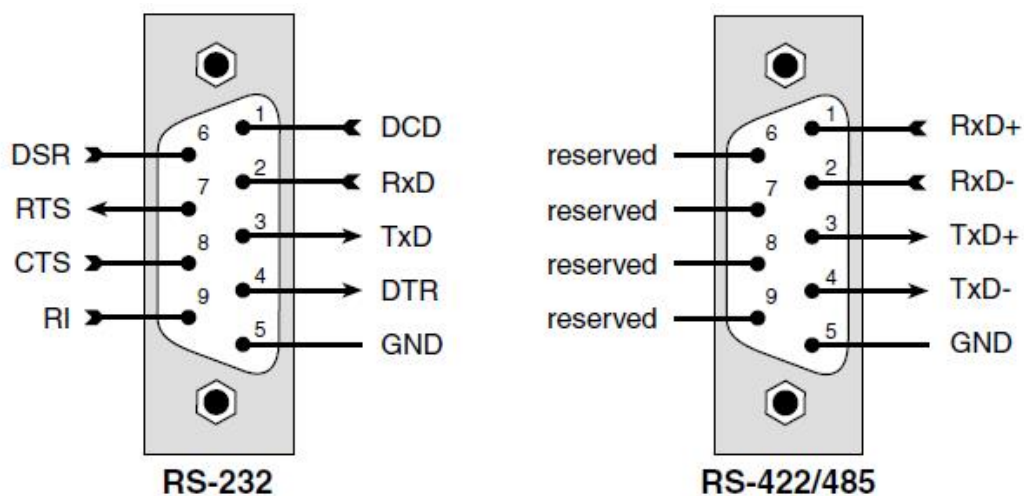 1
DCD
6
DSR
2
RxD
7
RTS
3
TxD
8
CTS
4
DTR
9
RI
5
GND
RS-232
1
RxD+
6
reserved
2
RxD-
7
reserved
3
TxD+
8
reserved
4
TxD-
9
reserved
5
GND
RS-422/485